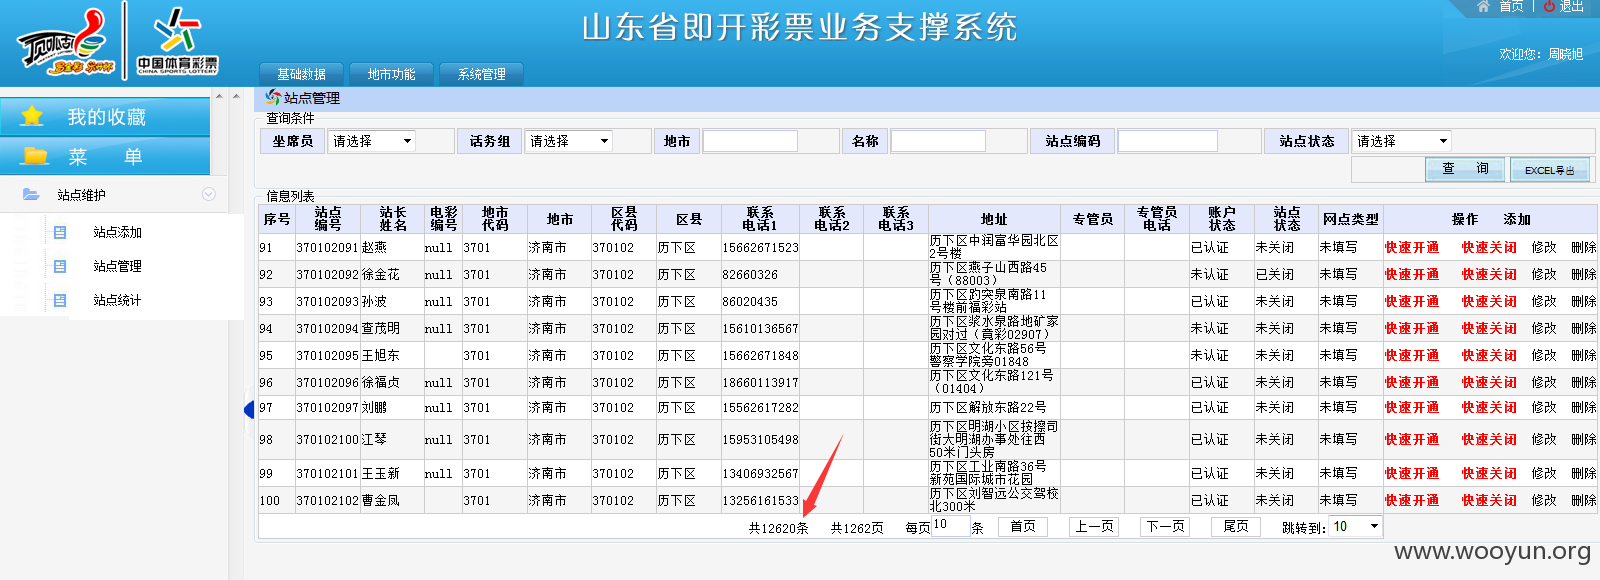 顶呱呱
中国体育彩票
CHINA SPORTS LOTTERY
山东省即开彩票业务支撑系统
首页 | 退出
欢迎您: 周晓旭
基础数据 地市功能 系统管理
我的收藏
菜 单
站点维护
站点添加
站点管理
站点统计
站点管理
查询条件
坐席员 请选择 话务组 请选择 地市 名称 站点编码 站点状态 请选择
查 询 EXCEL导出
信息列表
序号 站点编号 站长姓名 电彩编号 地市代码 地市 区县代码 区县 联系电话1 联系电话2 联系电话3 地址 专管员 专管员电话 账户状态 站点状态 网点类型 操作 添加
91 370102091 赵燕 null 3701 济南市 370102 历下区 15662671523 历下区中润富华园北区2号楼 已认证 未关闭 未填写 快速开通 快速关闭 修改 删除
92 370102092 徐金花 null 3701 济南市 370102 历下区 82660326 历下区燕子山西路45号（88003） 未认证 已关闭 未填写 快速开通 快速关闭 修改 删除
93 370102093 孙波 null 3701 济南市 370102 历下区 86020435 历下区趵突泉南路11号楼前福彩站 未认证 未关闭 未填写 快速开通 快速关闭 修改 删除
94 370102094 查茂明 null 3701 济南市 370102 历下区 15610136567 历下区浆水泉路地矿家园对过（竟彩02907） 未认证 未关闭 未填写 快速开通 快速关闭 修改 删除
95 370102095 王旭东 3701 济南市 370102 历下区 15662671848 历下区文化东路56号警察学院旁01848 已认证 未关闭 未填写 快速开通 快速关闭 修改 删除
96 370102096 徐福贞 null 3701 济南市 370102 历下区 18660113917 历下区文化东路121号（01404） 已认证 未关闭 未填写 快速开通 快速关闭 修改 删除
97 370102097 刘鹏 null 3701 济南市 370102 历下区 15562617282 历下区解放东路22号 已认证 未关闭 未填写 快速开通 快速关闭 修改 删除
98 370102100 江琴 null 3701 济南市 370102 历下区 15953105498 历下区明湖小区按擦司街大明湖办事处往西50米门头房 已认证 未关闭 未填写 快速开通 快速关闭 修改 删除
99 370102101 王玉新 null 3701 济南市 370102 历下区 13406932567 历下区工业南路36号新苑国际城市花园 已认证 未关闭 未填写 快速开通 快速关闭 修改 删除
100 370102102 曹金凤 3701 济南市 370102 历下区 13256161533 历下区刘智远公交驾校北300米 已认证 未关闭 未填写 快速开通 快速关闭 修改 删除
共12620条 共1262页 每页 10 条 首页 上一页 下一页 尾页 跳转到: 10
www.wooyun.org